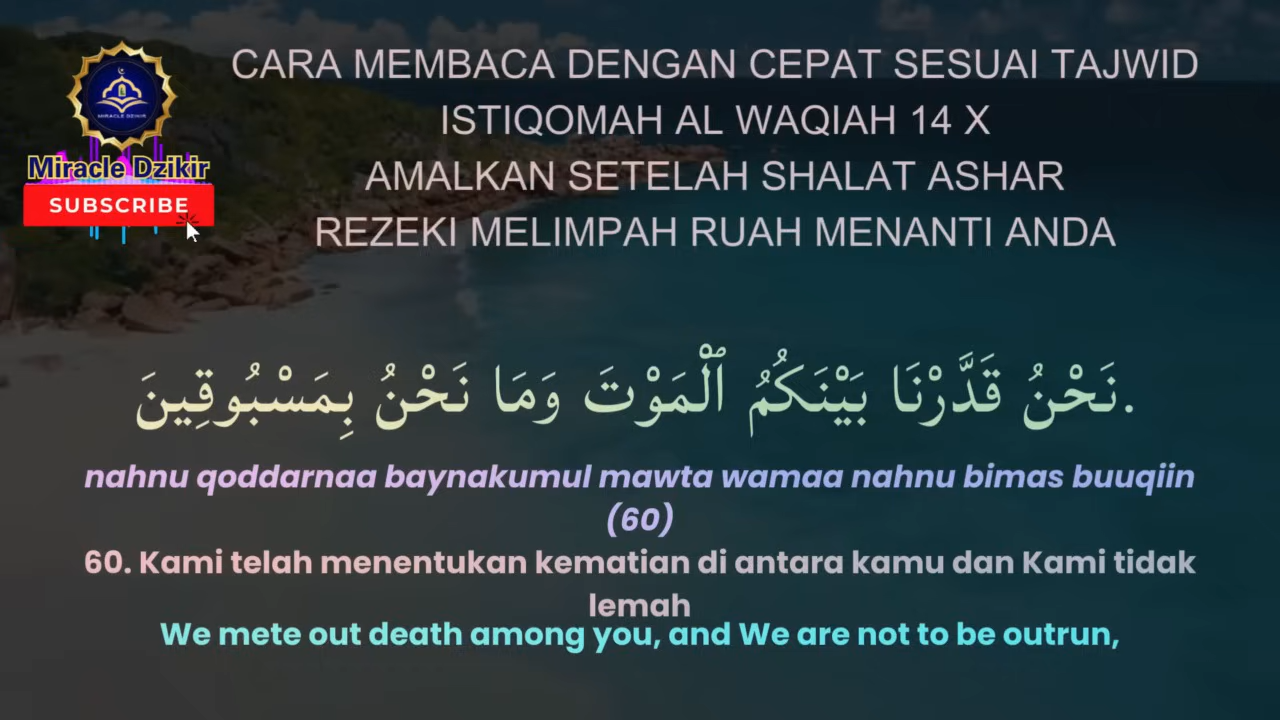 CARA MEMBACA DENGAN CEPAT SESUAI TAJWID
ISTIQOMAH AL WAQIAH 14 X
AMALKAN SETELAH SHALAT ASHAR
REZEKI MELIMPAH RUAH MENANTI ANDA
MIRACLE DZIKIR
Miracle Dzikir
SUBSCRIBE
نَحْنُ قَدَّرْنَا بَيْنَكُمُ ٱلْمَوْتَ وَمَا نَحْنُ بِمَسْبُوقِينَ.
nahnu qoddarnaa baynakumul mawta wamaa nahnu bimas buuqiin
(60)
60. Kami telah menentukan kematian di antara kamu dan Kami tidak
lemah
We mete out death among you, and We are not to be outrun,